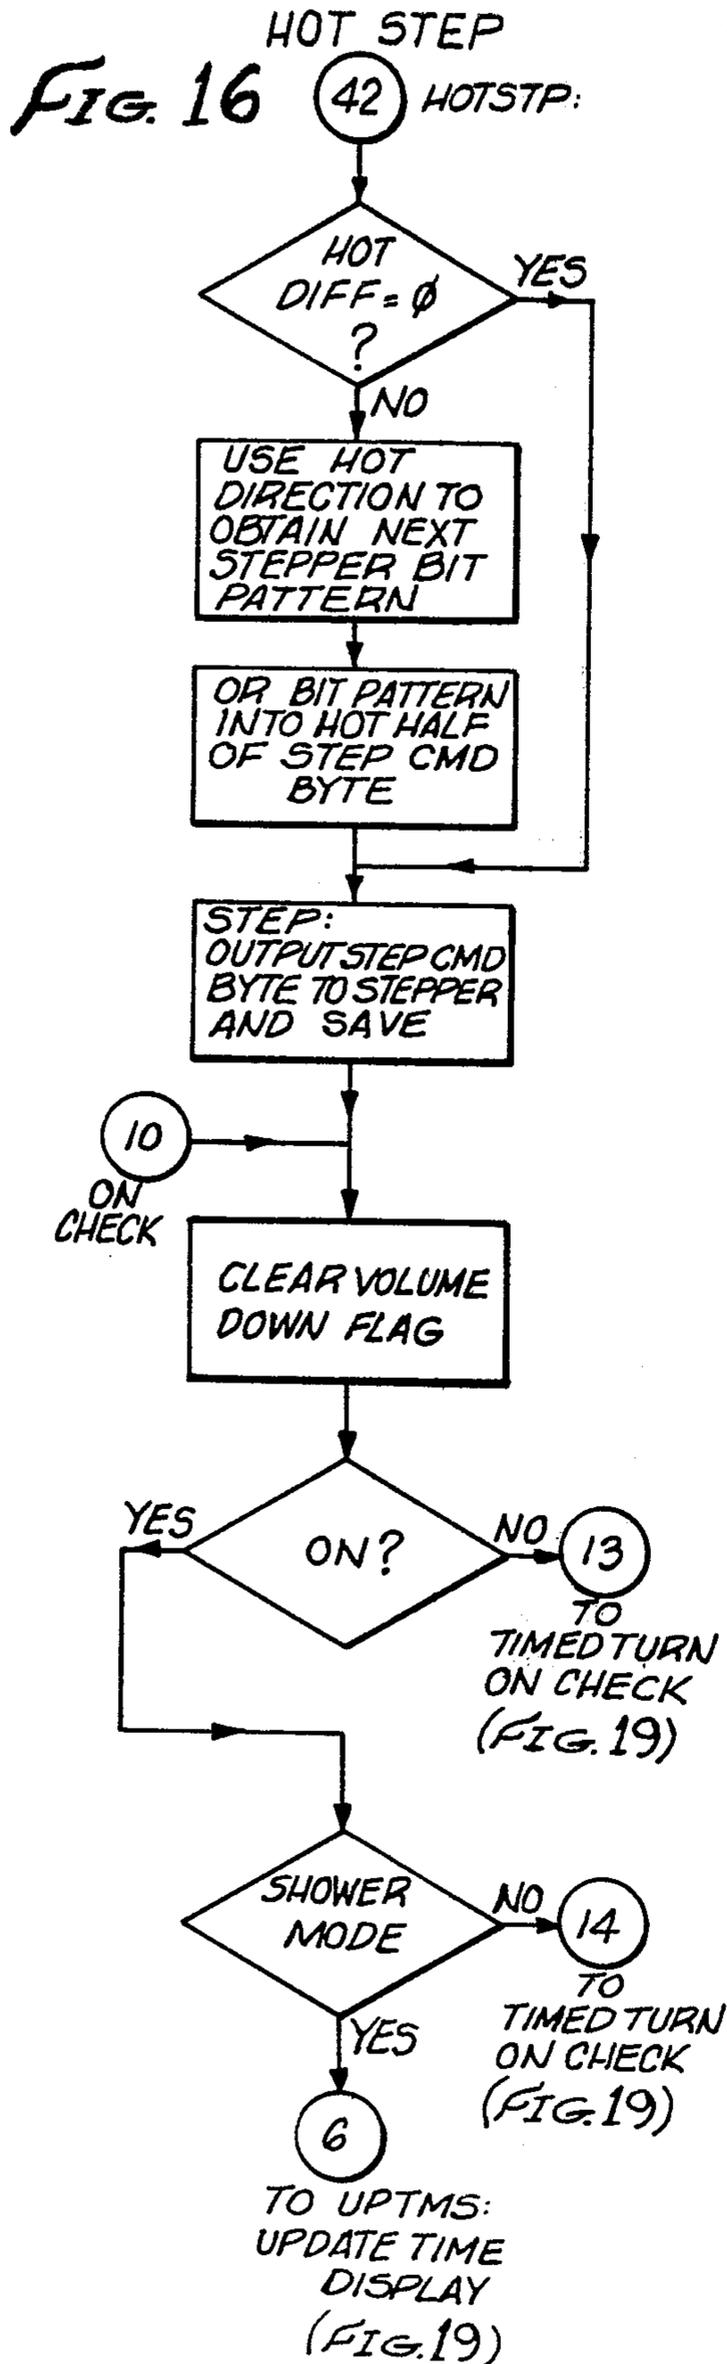 HOT STEP
FIG. 16
42 HOTSTP:
HOT
DIFF = Ø
?
YES
NO
USE HOT
DIRECTION TO
OBTAIN NEXT
STEPPER BIT
PATTERN
OR BIT PATTERN
INTO HOT HALF
OF STEP CMD
BYTE
STEP:
OUTPUT STEP CMD
BYTE TO STEPPER
AND SAVE
10
ON
CHECK
CLEAR VOLUME
DOWN FLAG
YES
ON?
NO
13
TO
TIMED TURN
ON CHECK
(FIG. 19)
SHOWER
MODE
NO
14
TO
TIMED TURN
ON CHECK
(FIG. 19)
YES
6
TO UPTMS:
UPDATE TIME
DISPLAY
(FIG. 19)